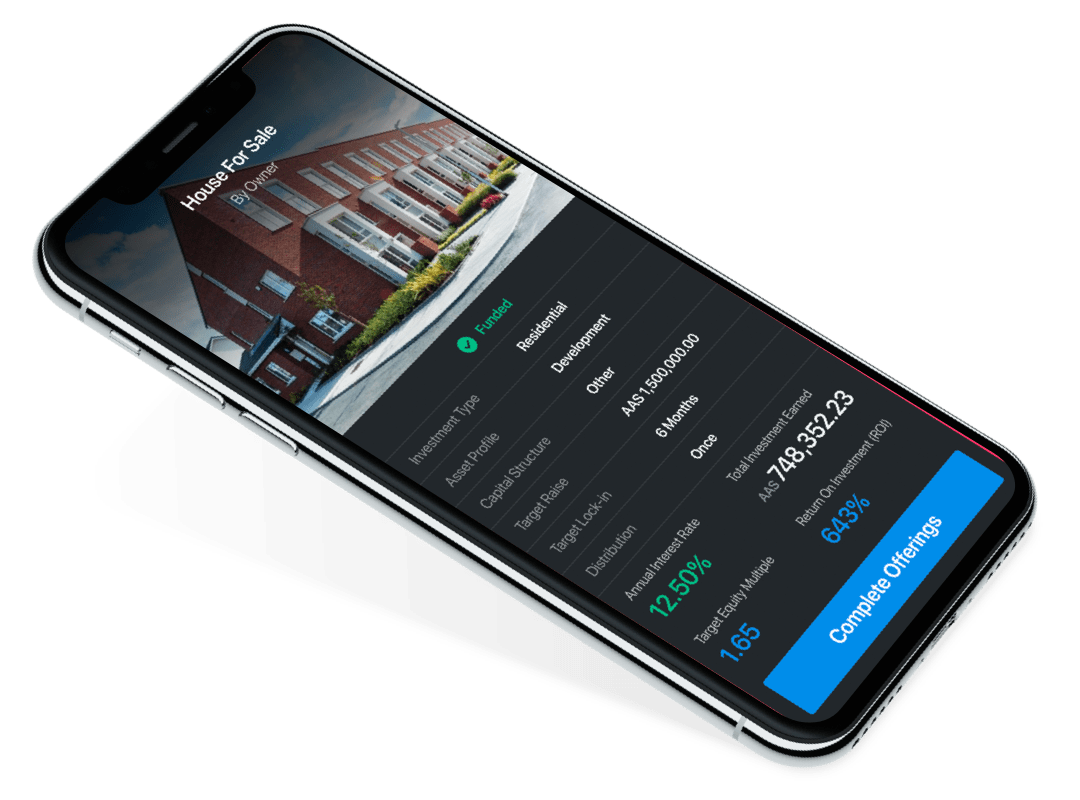 House For Sale
By Owner
Funded
Investment Type Residential
Asset Profile Development
Capital Structure Other
Target Raise AAS 1,500,000.00
Target Lock-in 6 Months
Distribution Once
Annual Interest Rate Total Investment Earned
12.50% AAS 748,352.23
Target Equity Multiple Return On Investment (ROI)
1.65 643%
Complete Offerings